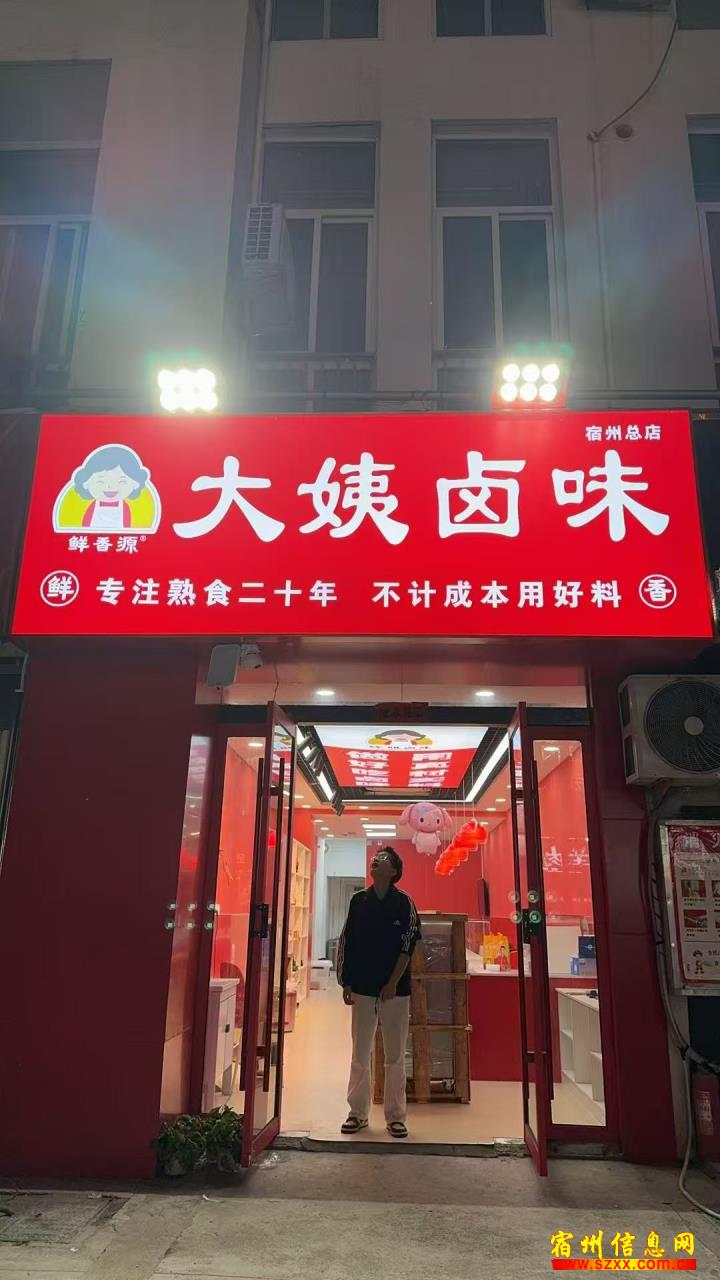 宿州总店
大姨卤味
鲜香源®
鲜 专注熟食二十年 不计成本用好料 香
宿州信息网
www.szxx.com.cn